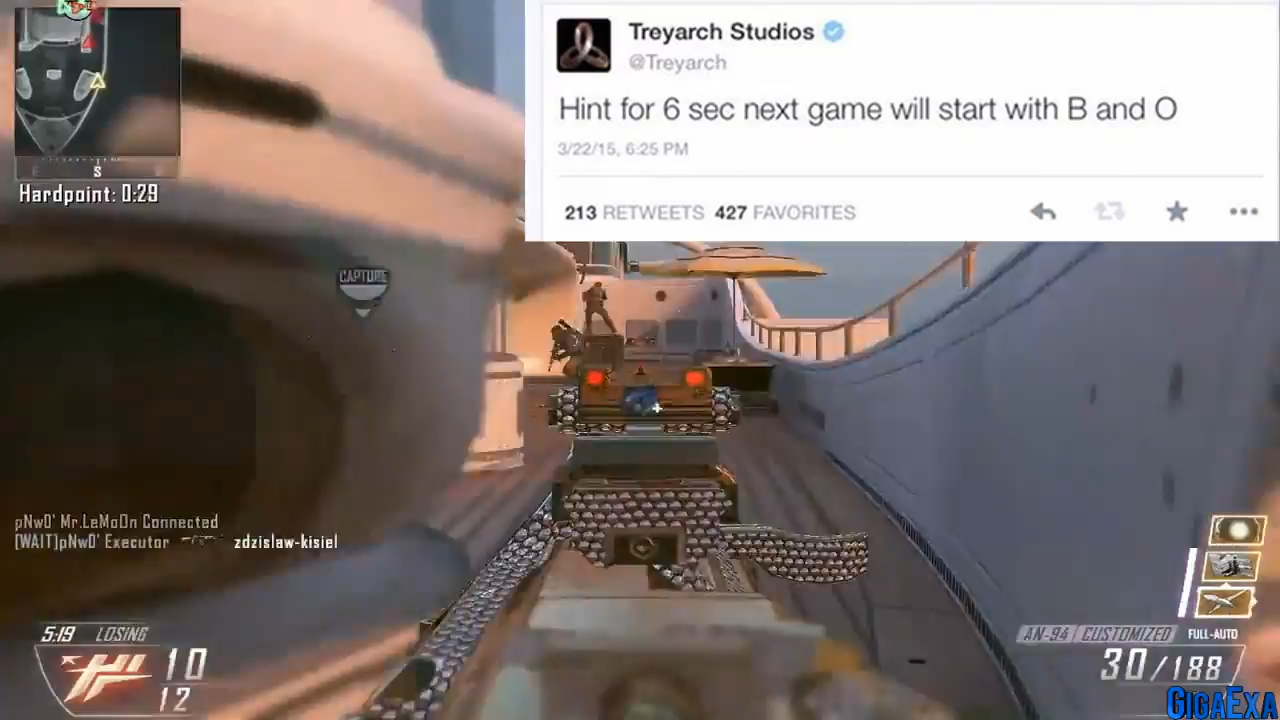 Treyarch Studios
@Treyarch
Hint for 6 sec next game will start with B and O
3/22/15, 6:25 PM
213 RETWEETS 427 FAVORITES
S
Hardpoint: 0:29
CAPTURE
pNwO' Mr.LeMoOn Connected
[WAIT]pNwO' Executor zdzislaw-kisiel
5:19 LOSING
10
12
AN-94 CUSTOMIZED FULL-AUTO
30/188
GigaExa